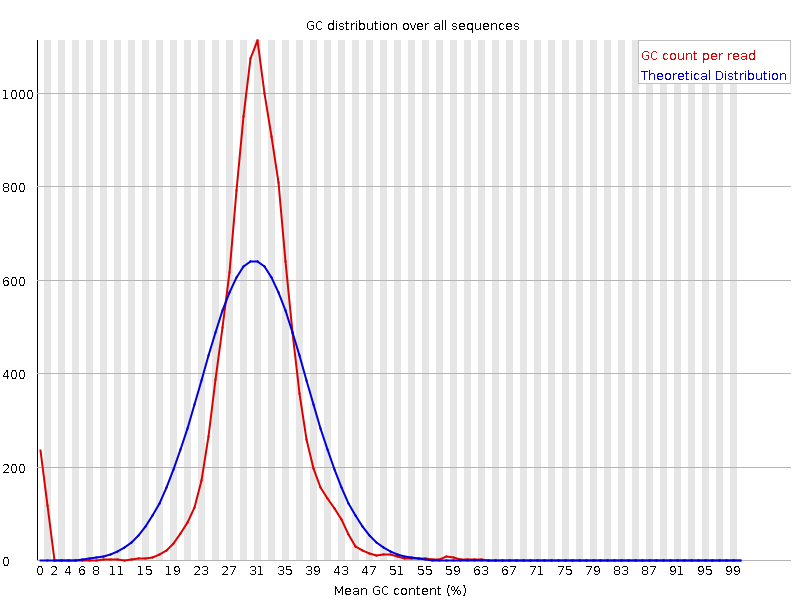 GC distribution over all sequences
GC count per read
Theoretical Distribution
1000
800
600
400
200
0
0 2 4 6 8 11 15 19 23 27 31 35 39 43 47 51 55 59 63 67 71 75 79 83 87 91 95 99
Mean GC content (%)